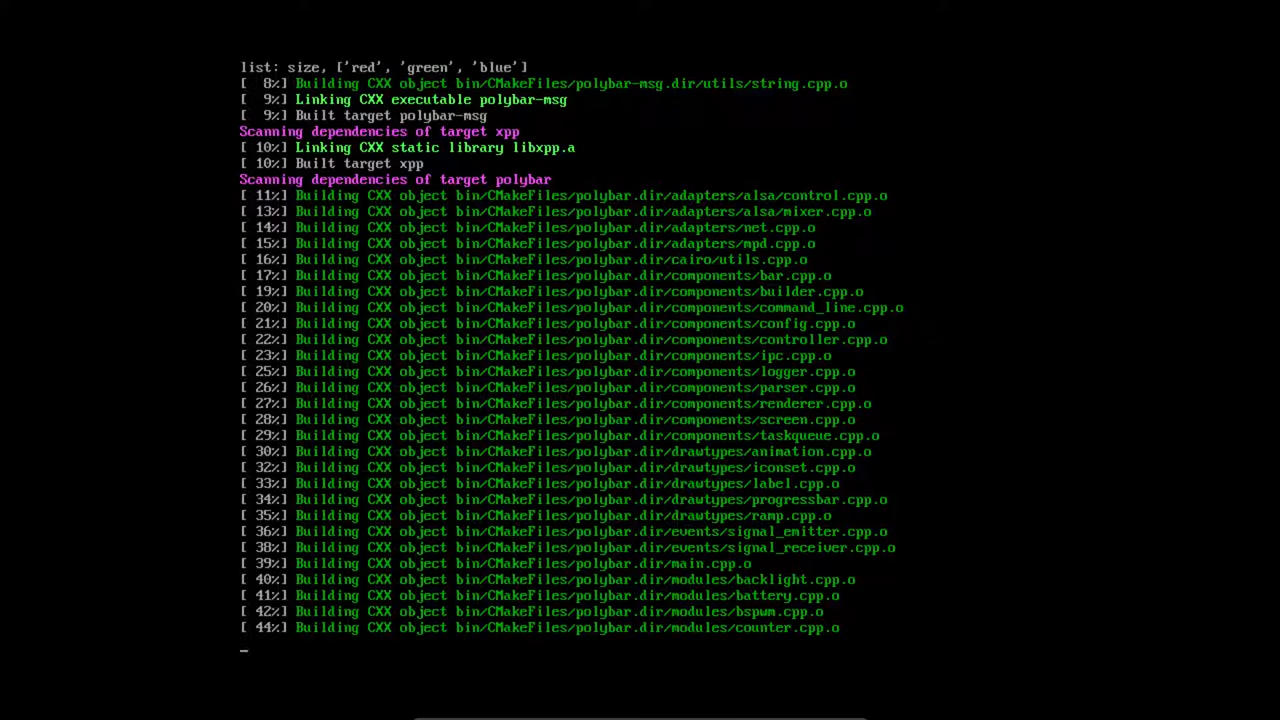 list: size, ['red', 'green', 'blue']
[  8%] Building CXX object bin/CMakeFiles/polybar-msg.dir/utils/string.cpp.o
[  9%] Linking CXX executable polybar-msg
[  9%] Built target polybar-msg
Scanning dependencies of target xpp
[ 10%] Linking CXX static library libxpp.a
[ 10%] Built target xpp
Scanning dependencies of target polybar
[ 11%] Building CXX object bin/CMakeFiles/polybar.dir/adapters/alsa/control.cpp.o
[ 13%] Building CXX object bin/CMakeFiles/polybar.dir/adapters/alsa/mixer.cpp.o
[ 14%] Building CXX object bin/CMakeFiles/polybar.dir/adapters/net.cpp.o
[ 15%] Building CXX object bin/CMakeFiles/polybar.dir/adapters/mpd.cpp.o
[ 16%] Building CXX object bin/CMakeFiles/polybar.dir/cairo/utils.cpp.o
[ 17%] Building CXX object bin/CMakeFiles/polybar.dir/components/bar.cpp.o
[ 19%] Building CXX object bin/CMakeFiles/polybar.dir/components/builder.cpp.o
[ 20%] Building CXX object bin/CMakeFiles/polybar.dir/components/command_line.cpp.o
[ 21%] Building CXX object bin/CMakeFiles/polybar.dir/components/config.cpp.o
[ 22%] Building CXX object bin/CMakeFiles/polybar.dir/components/controller.cpp.o
[ 23%] Building CXX object bin/CMakeFiles/polybar.dir/components/ipc.cpp.o
[ 25%] Building CXX object bin/CMakeFiles/polybar.dir/components/logger.cpp.o
[ 26%] Building CXX object bin/CMakeFiles/polybar.dir/components/parser.cpp.o
[ 27%] Building CXX object bin/CMakeFiles/polybar.dir/components/renderer.cpp.o
[ 28%] Building CXX object bin/CMakeFiles/polybar.dir/components/screen.cpp.o
[ 29%] Building CXX object bin/CMakeFiles/polybar.dir/components/taskqueue.cpp.o
[ 30%] Building CXX object bin/CMakeFiles/polybar.dir/drawtypes/animation.cpp.o
[ 32%] Building CXX object bin/CMakeFiles/polybar.dir/drawtypes/iconset.cpp.o
[ 33%] Building CXX object bin/CMakeFiles/polybar.dir/drawtypes/label.cpp.o
[ 34%] Building CXX object bin/CMakeFiles/polybar.dir/drawtypes/progressbar.cpp.o
[ 35%] Building CXX object bin/CMakeFiles/polybar.dir/drawtypes/ramp.cpp.o
[ 36%] Building CXX object bin/CMakeFiles/polybar.dir/events/signal_emitter.cpp.o
[ 38%] Building CXX object bin/CMakeFiles/polybar.dir/events/signal_receiver.cpp.o
[ 39%] Building CXX object bin/CMakeFiles/polybar.dir/main.cpp.o
[ 40%] Building CXX object bin/CMakeFiles/polybar.dir/modules/backlight.cpp.o
[ 41%] Building CXX object bin/CMakeFiles/polybar.dir/modules/battery.cpp.o
[ 42%] Building CXX object bin/CMakeFiles/polybar.dir/modules/bspwm.cpp.o
[ 44%] Building CXX object bin/CMakeFiles/polybar.dir/modules/counter.cpp.o